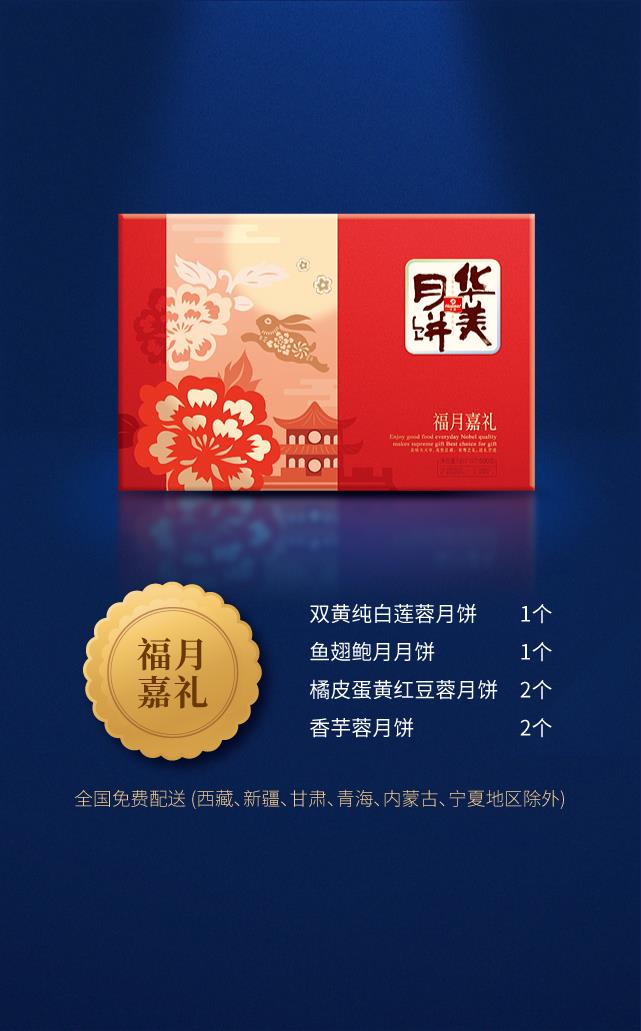 华美
月饼
福月嘉礼
Enjoy good food everyday Nobel quality
makes supreme gift Best choice for gift
福月
嘉礼
双黄纯白莲蓉月饼 1个
鱼翅鲍月月饼 1个
橘皮蛋黄红豆蓉月饼 2个
香芋蓉月饼 2个
全国免费配送 (西藏、新疆、甘肃、青海、内蒙古、宁夏地区除外)